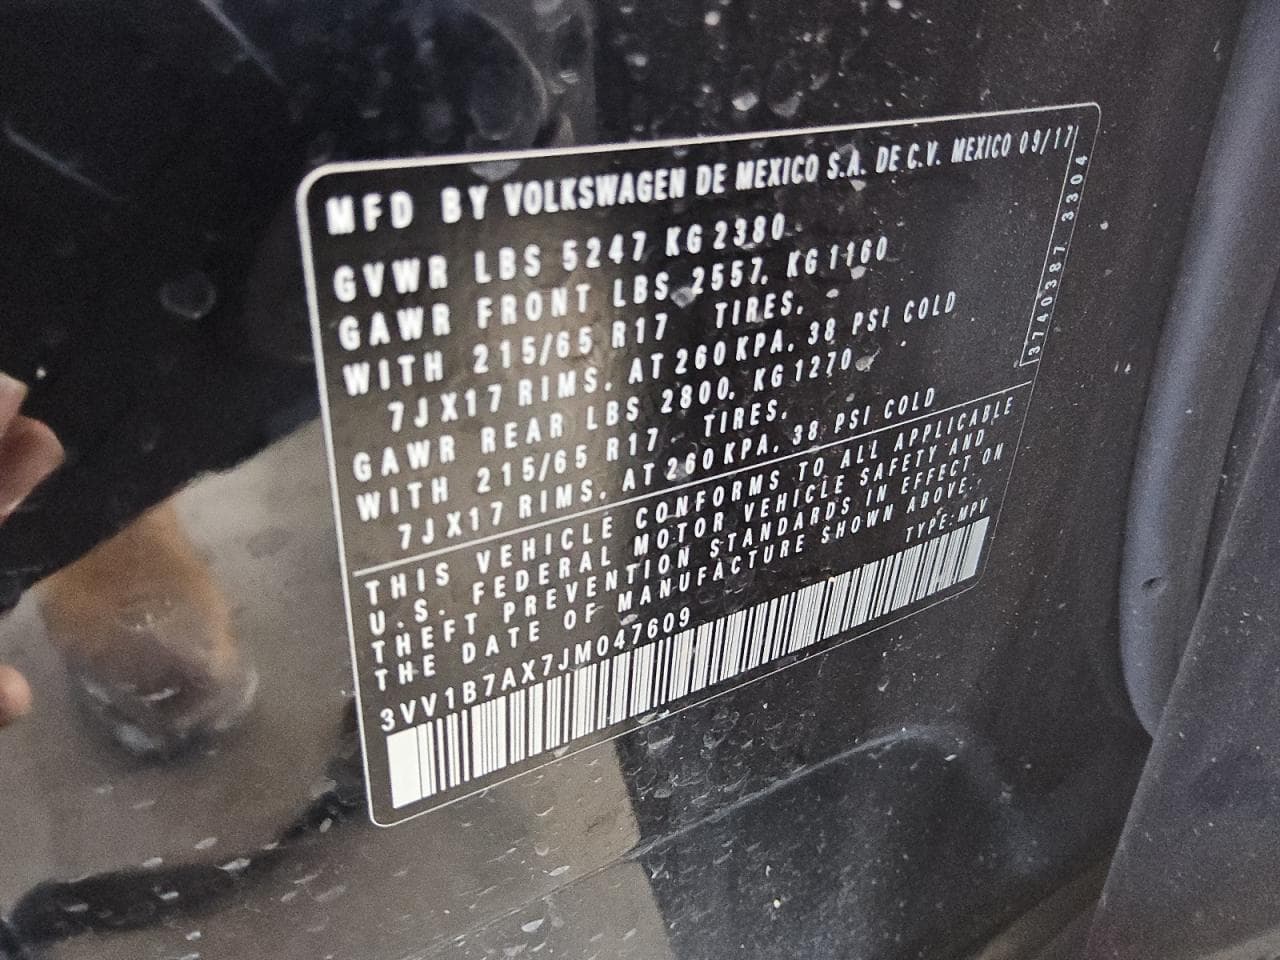 MFD BY VOLKSWAGEN DE MEXICO S.A. DE C.V. MEXICO 09/17
GVWR LBS 5247 KG 2380
GAWR FRONT LBS 2557. KG 1160
WITH 215/65 R17 TIRES.
7JX17 RIMS. AT 260 KPA. 38 PSI COLD
GAWR REAR LBS 2800. KG 1270
WITH 215/65 R17 TIRES.
7JX17 RIMS. AT 260 KPA. 38 PSI COLD
3740387 3304
THIS VEHICLE CONFORMS TO ALL APPLICABLE
U.S. FEDERAL MOTOR VEHICLE SAFETY AND
THEFT PREVENTION STANDARDS IN EFFECT ON
THE DATE OF MANUFACTURE SHOWN ABOVE.
TYPE: MPV
3VV1B7AX7JM047609